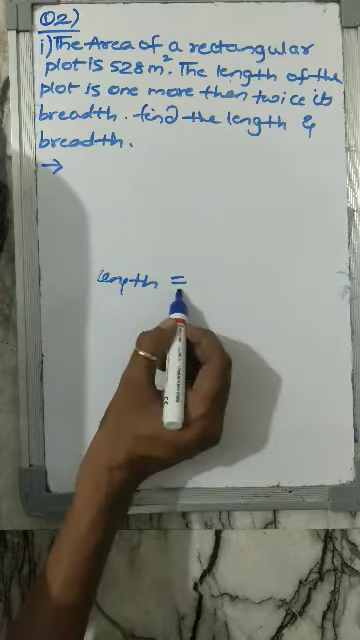 Q2)
i) The Area of a rectangular
plot is 528 m². The length of the
plot is one more then twice its
breadth. find the length &
breadth.
→
length =